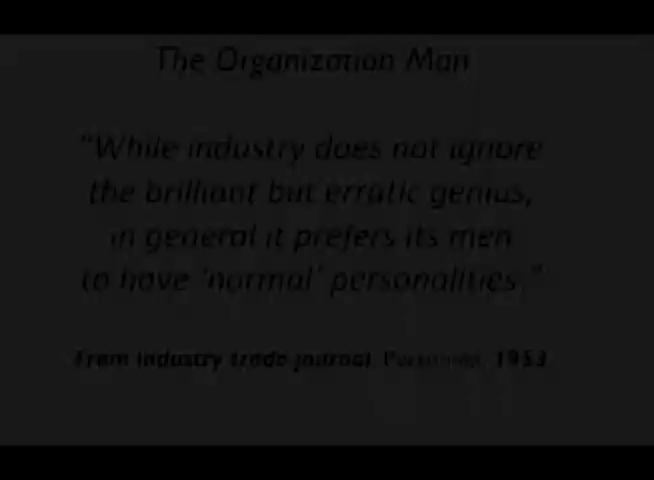 The Organization Man
"While industry does not ignore
the brilliant but erratic genius,
in general it prefers its men
to have 'normal' personalities."
From industry trade journal, Personnel, 1953